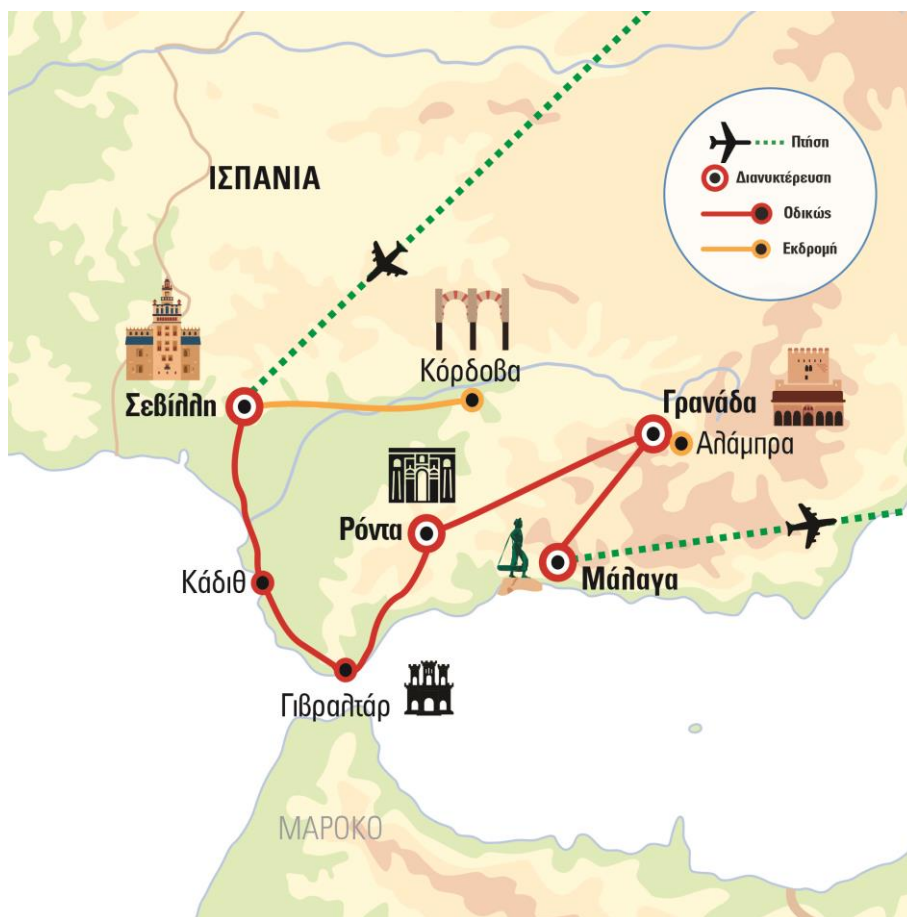 ΙΣΠΑΝΙΑ
Πτήση
Διανυκτέρευση
Οδικώς
Εκδρομή
Κόρδοβα
Σεβίλλη
Γρανάδα
Αλάμπρα
Ρόντα
Μάλαγα
Κάδιθ
Γιβραλτάρ
ΜΑΡΟΚΟ